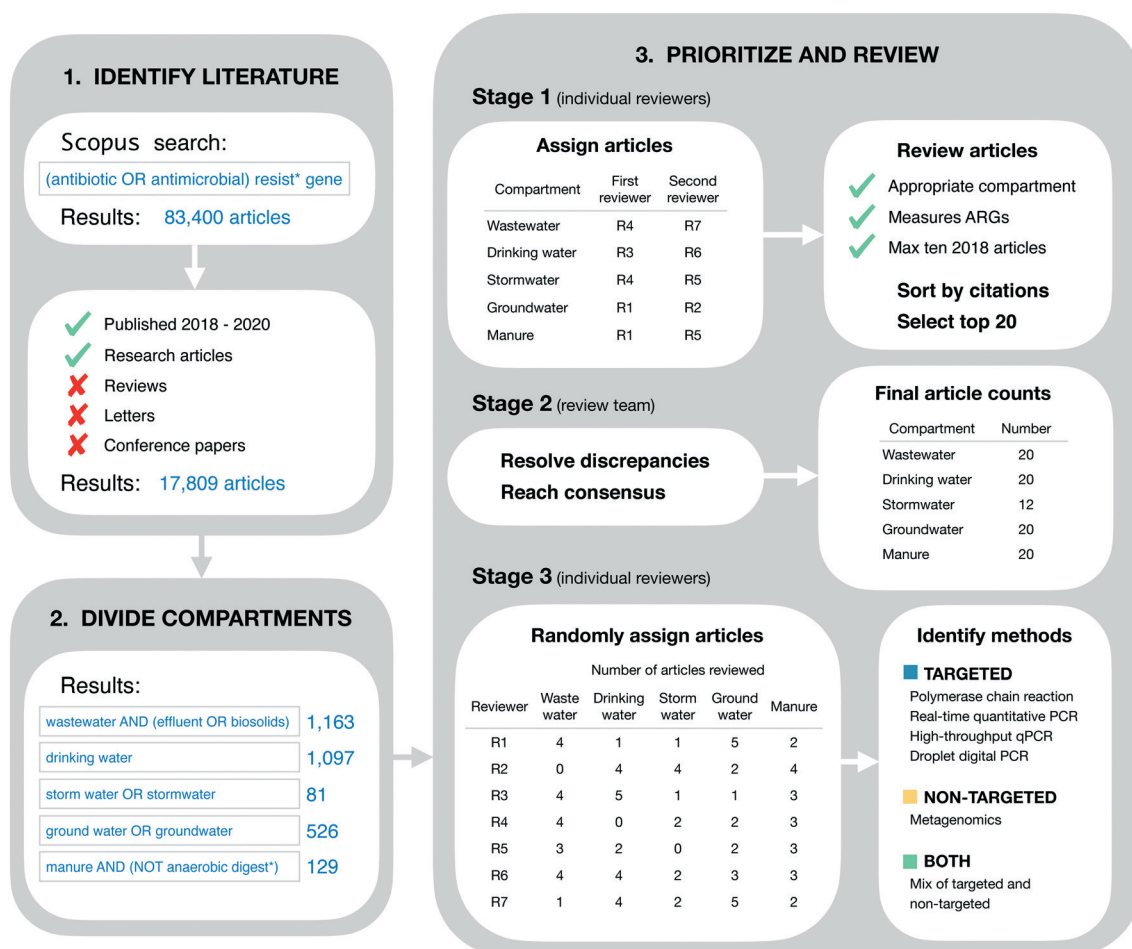 1. IDENTIFY LITERATURE
Scopus search:
(antibiotic OR antimicrobial) resist* gene
Results: 83,400 articles
Published 2018 - 2020
Research articles
Reviews
Letters
Conference papers
Results: 17,809 articles
2. DIVIDE COMPARTMENTS
Results:
wastewater AND (effluent OR biosolids) 1,163
drinking water 1,097
storm water OR stormwater 81
ground water OR groundwater 526
manure AND (NOT anaerobic digest*) 129
3. PRIORITIZE AND REVIEW
Stage 1 (individual reviewers)
Assign articles
Compartment First reviewer Second reviewer
Wastewater R4 R7
Drinking water R3 R6
Stormwater R4 R5
Groundwater R1 R2
Manure R1 R5
Review articles
Appropriate compartment
Measures ARGs
Max ten 2018 articles
Sort by citations
Select top 20
Stage 2 (review team)
Resolve discrepancies
Reach consensus
Final article counts
Compartment Number
Wastewater 20
Drinking water 20
Stormwater 12
Groundwater 20
Manure 20
Stage 3 (individual reviewers)
Randomly assign articles
Number of articles reviewed
Reviewer Waste water Drinking water Storm water Ground water Manure
R1 4 1 1 5 2
R2 0 4 4 2 4
R3 4 5 1 1 3
R4 4 0 2 2 3
R5 3 2 0 2 3
R6 4 4 2 3 3
R7 1 4 2 5 2
Identify methods
TARGETED
Polymerase chain reaction
Real-time quantitative PCR
High-throughput qPCR
Droplet digital PCR
NON-TARGETED
Metagenomics
BOTH
Mix of targeted and
non-targeted